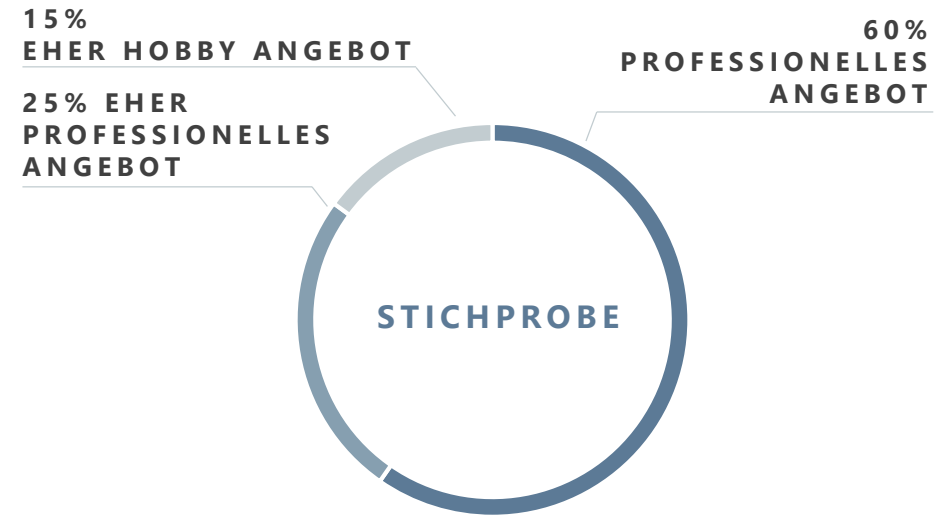 15%
EHER HOBBY ANGEBOT
25% EHER
PROFESSIONELLES
ANGEBOT
60%
PROFESSIONELLES
ANGEBOT
STICHPROBE